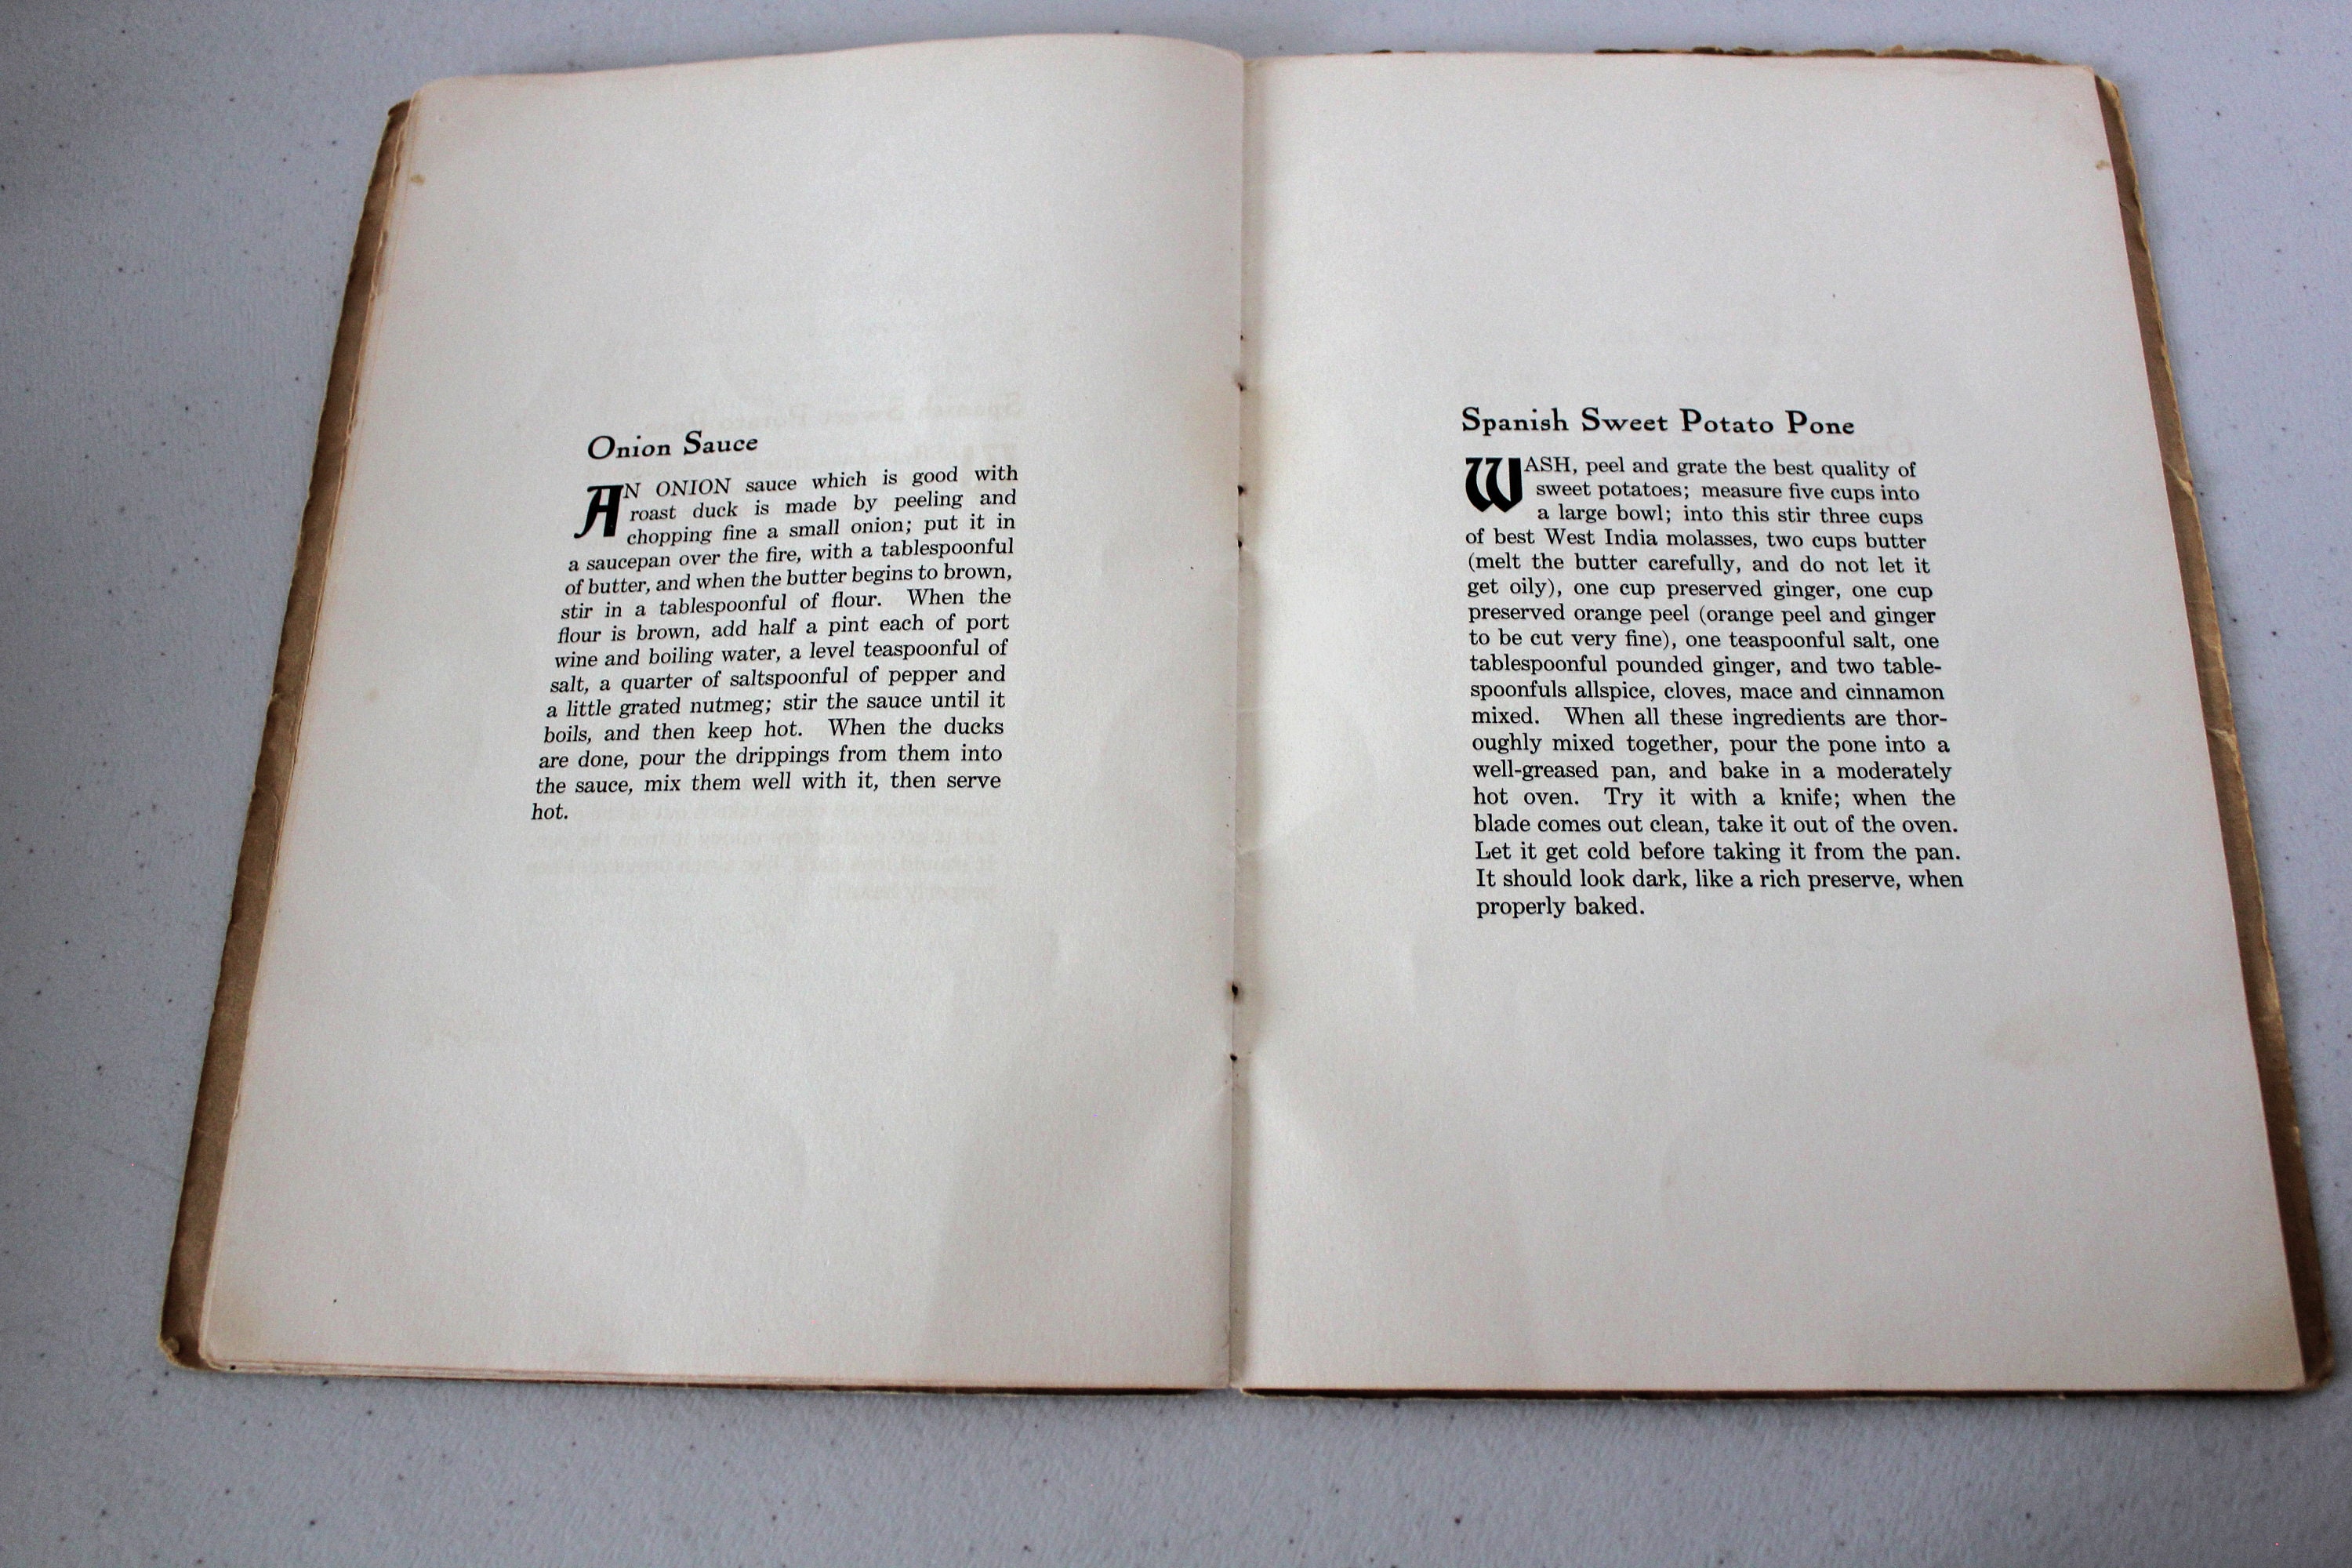 Onion Sauce
AN ONION sauce which is good with
roast duck is made by peeling and
chopping fine a small onion; put it in
a saucepan over the fire, with a tablespoonful
of butter, and when the butter begins to brown,
stir in a tablespoonful of flour. When the
flour is brown, add half a pint each of port
wine and boiling water, a level teaspoonful of
salt, a quarter of saltspoonful of pepper and
a little grated nutmeg; stir the sauce until it
boils, and then keep hot. When the ducks
are done, pour the drippings from them into
the sauce, mix them well with it, then serve
hot.
Spanish Sweet Potato Pone
WASH, peel and grate the best quality of
sweet potatoes; measure five cups into
a large bowl; into this stir three cups
of best West India molasses, two cups butter
(melt the butter carefully, and do not let it
get oily), one cup preserved ginger, one cup
preserved orange peel (orange peel and ginger
to be cut very fine), one teaspoonful salt, one
tablespoonful pounded ginger, and two table-
spoonfuls allspice, cloves, mace and cinnamon
mixed. When all these ingredients are thor-
oughly mixed together, pour the pone into a
well-greased pan, and bake in a moderately
hot oven. Try it with a knife; when the
blade comes out clean, take it out of the oven.
Let it get cold before taking it from the pan.
It should look dark, like a rich preserve, when
properly baked.